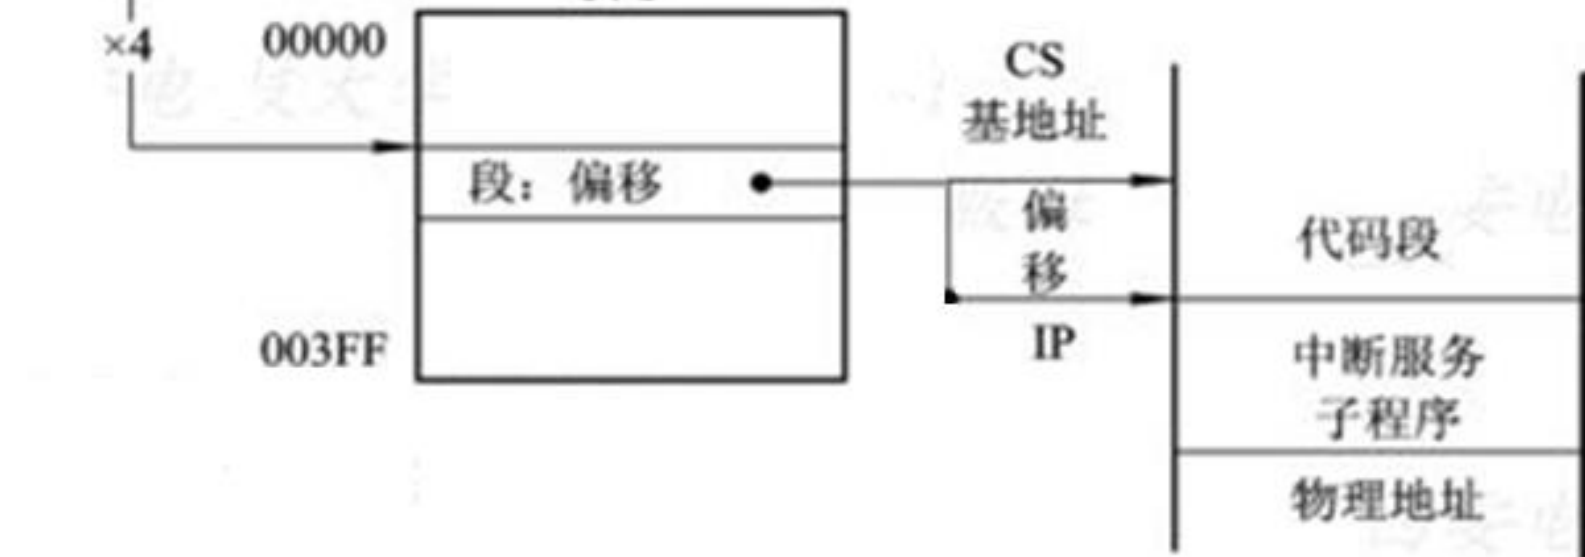 ×4
00000
段：偏移
003FF
CS
基地址
偏
移
IP
代码段
中断服务
子程序
物理地址